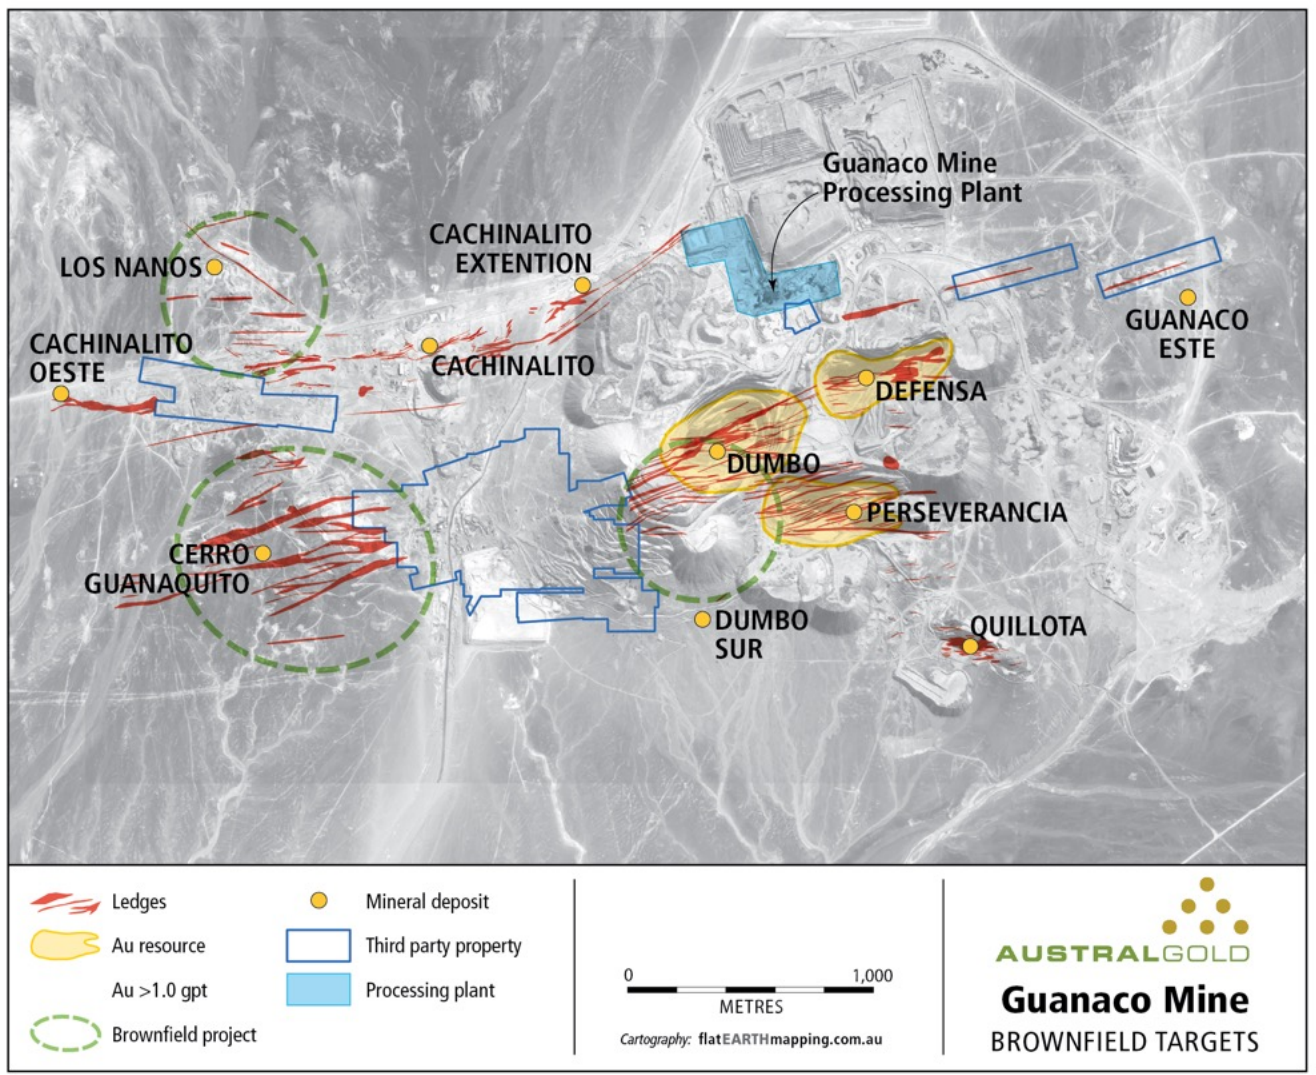 Guanaco Mine
Processing Plant
CACHINALITO
EXTENTION
LOS NANOS
GUANACO
ESTE
CACHINALITO
OESTE
CACHINALITO
DEFENSA
DUMBO
PERSEVERANCIA
CERRO
GUANAQUITO
DUMBO
SUR
QUILLOTA
Ledges
Au resource
Au >1.0 gpt
Brownfield project
Mineral deposit
Third party property
Processing plant
0 1,000
METRES
Cartography: flatEARTHmapping.com.au
AUSTRALGOLD
Guanaco Mine
BROWNFIELD TARGETS